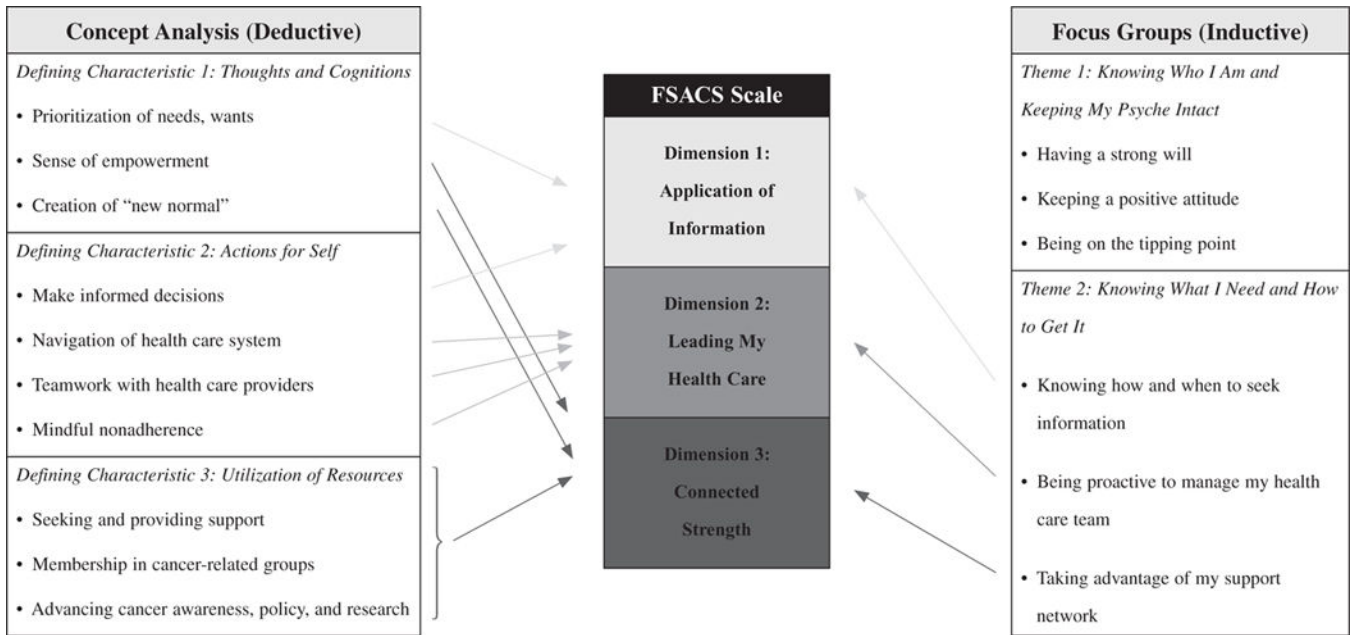 Concept Analysis (Deductive)
Defining Characteristic 1: Thoughts and Cognitions
• Prioritization of needs, wants
• Sense of empowerment
• Creation of “new normal”
Defining Characteristic 2: Actions for Self
• Make informed decisions
• Navigation of health care system
• Teamwork with health care providers
• Mindful nonadherence
Defining Characteristic 3: Utilization of Resources
• Seeking and providing support
• Membership in cancer-related groups
• Advancing cancer awareness, policy, and research
FSACS Scale
Dimension 1:
Application of
Information
Dimension 2:
Leading My
Health Care
Dimension 3:
Connected
Strength
Focus Groups (Inductive)
Theme 1: Knowing Who I Am and
Keeping My Psyche Intact
• Having a strong will
• Keeping a positive attitude
• Being on the tipping point
Theme 2: Knowing What I Need and How
to Get It
• Knowing how and when to seek
information
• Being proactive to manage my health
care team
• Taking advantage of my support
network